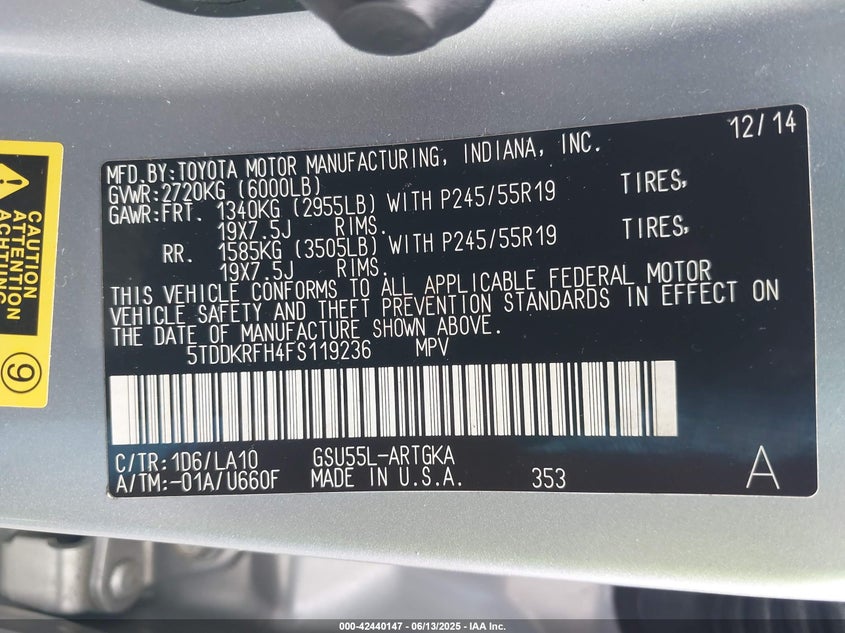 12/14
MFD.BY:TOYOTA MOTOR MANUFACTURING, INDIANA, INC.
GVWR:2720KG (6000LB)
GAWR:FRT. 1340KG (2955LB) WITH P245/55R19 TIRES,
19X7.5J RIMS.
RR. 1585KG (3505LB) WITH P245/55R19 TIRES,
19X7.5J RIMS.
THIS VEHICLE CONFORMS TO ALL APPLICABLE FEDERAL MOTOR
VEHICLE SAFETY AND THEFT PREVENTION STANDARDS IN EFFECT ON
THE DATE OF MANUFACTURE SHOWN ABOVE.
5TDDKRFH4FS119236 MPV
C/TR:1D6/LA10 GSU55L-ARTGKA
A/TM:-01A/U660F MADE IN U.S.A. 353 A
CAUTION
ATTENTION
ACHTUNG
9
000-42440147 - 06/13/2025 - IAA Inc.